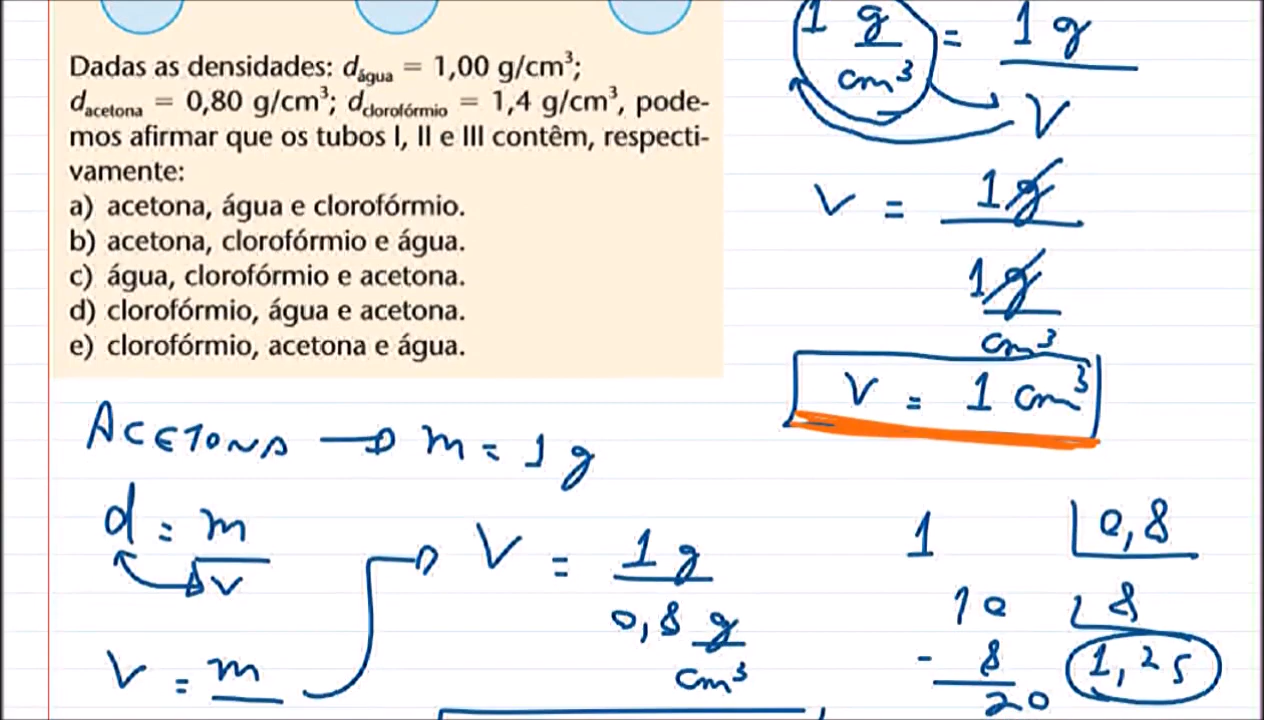 Dadas as densidades: dágua = 1,00 g/cm³;
dacetona = 0,80 g/cm³; dclorofórmio = 1,4 g/cm³, pode-
mos afirmar que os tubos I, II e III contêm, respecti-
vamente:
a) acetona, água e clorofórmio.
b) acetona, clorofórmio e água.
c) água, clorofórmio e acetona.
d) clorofórmio, água e acetona.
e) clorofórmio, acetona e água.
1 g = 1 g
cm³ V
V = 1g
1g
cm³
V = 1 cm³
ACETONA → m = 1 g
d = m
V
V = m
V = 1 g
0,8 g
cm³
1 0,8
10 8
- 8 1,25
20